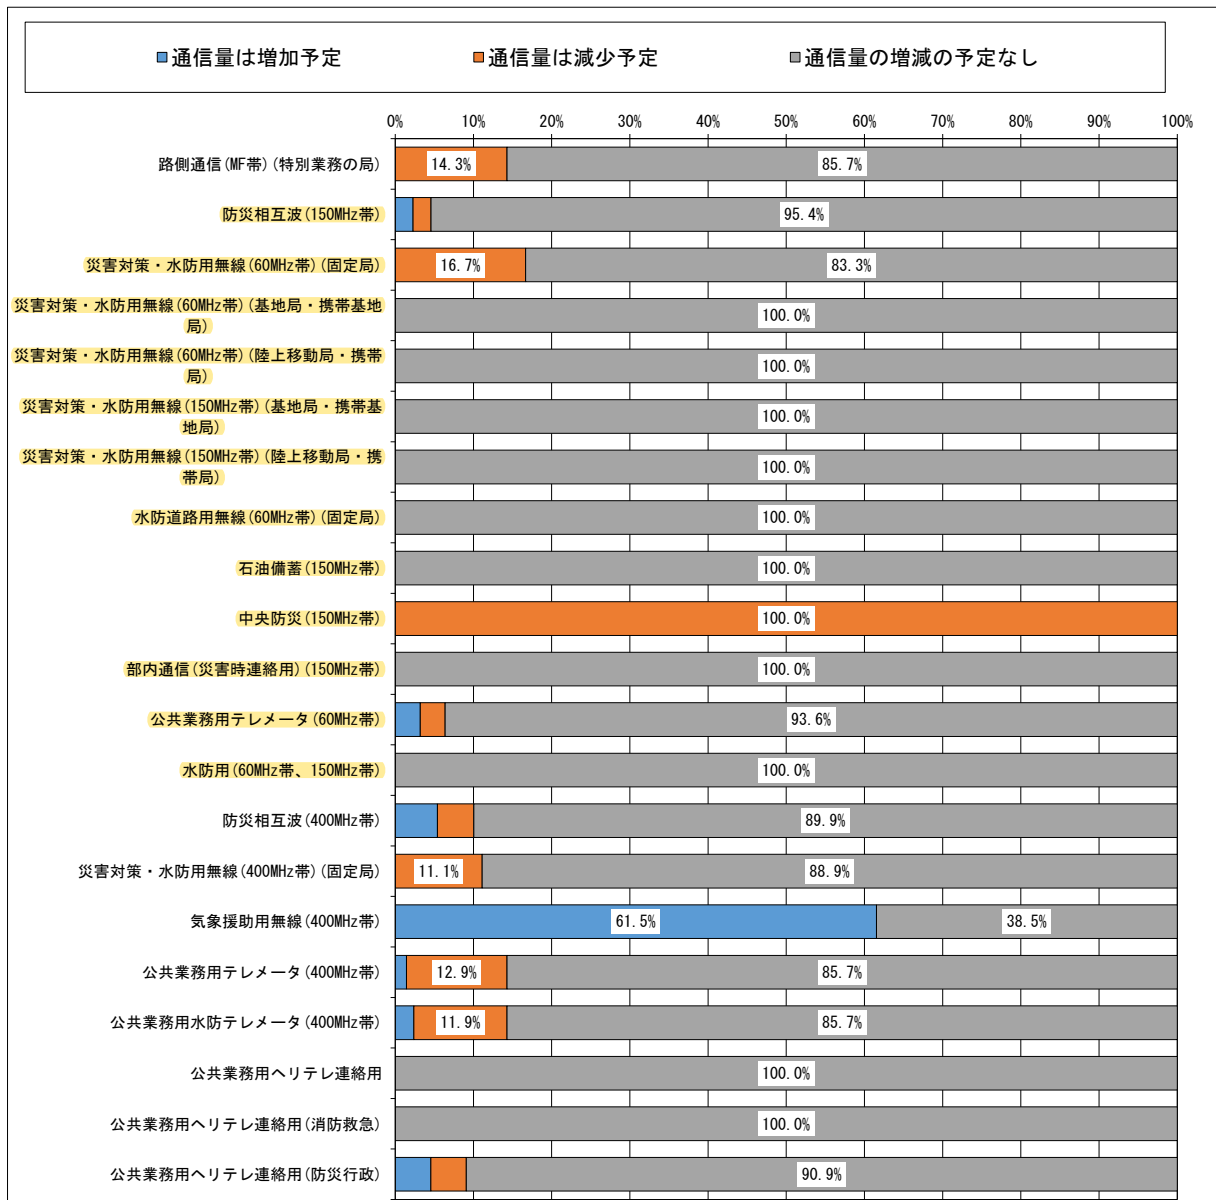 通信量は増加予定 通信量は減少予定 通信量の増減の予定なし
0% 10% 20% 30% 40% 50% 60% 70% 80% 90% 100%
路側通信(MF帯)(特別業務の局) 14.3% 85.7%
防災相互波(150MHz帯) 95.4%
災害対策・水防用無線(60MHz帯)(固定局) 16.7% 83.3%
災害対策・水防用無線(60MHz帯)(基地局・携帯基地
局) 100.0%
災害対策・水防用無線(60MHz帯)(陸上移動局・携帯
局) 100.0%
災害対策・水防用無線(150MHz帯)(基地局・携帯基
地局) 100.0%
災害対策・水防用無線(150MHz帯)(陸上移動局・携
帯局) 100.0%
水防道路用無線(60MHz帯)(固定局) 100.0%
石油備蓄(150MHz帯) 100.0%
中央防災(150MHz帯) 100.0%
部内通信(災害時連絡用)(150MHz帯) 100.0%
公共業務用テレメータ(60MHz帯) 93.6%
水防用(60MHz帯、150MHz帯) 100.0%
防災相互波(400MHz帯) 89.9%
災害対策・水防用無線(400MHz帯)(固定局) 11.1% 88.9%
気象援助用無線(400MHz帯) 61.5% 38.5%
公共業務用テレメータ(400MHz帯) 12.9% 85.7%
公共業務用水防テレメータ(400MHz帯) 11.9% 85.7%
公共業務用ヘリテレ連絡用 100.0%
公共業務用ヘリテレ連絡用(消防救急) 100.0%
公共業務用ヘリテレ連絡用(防災行政) 90.9%